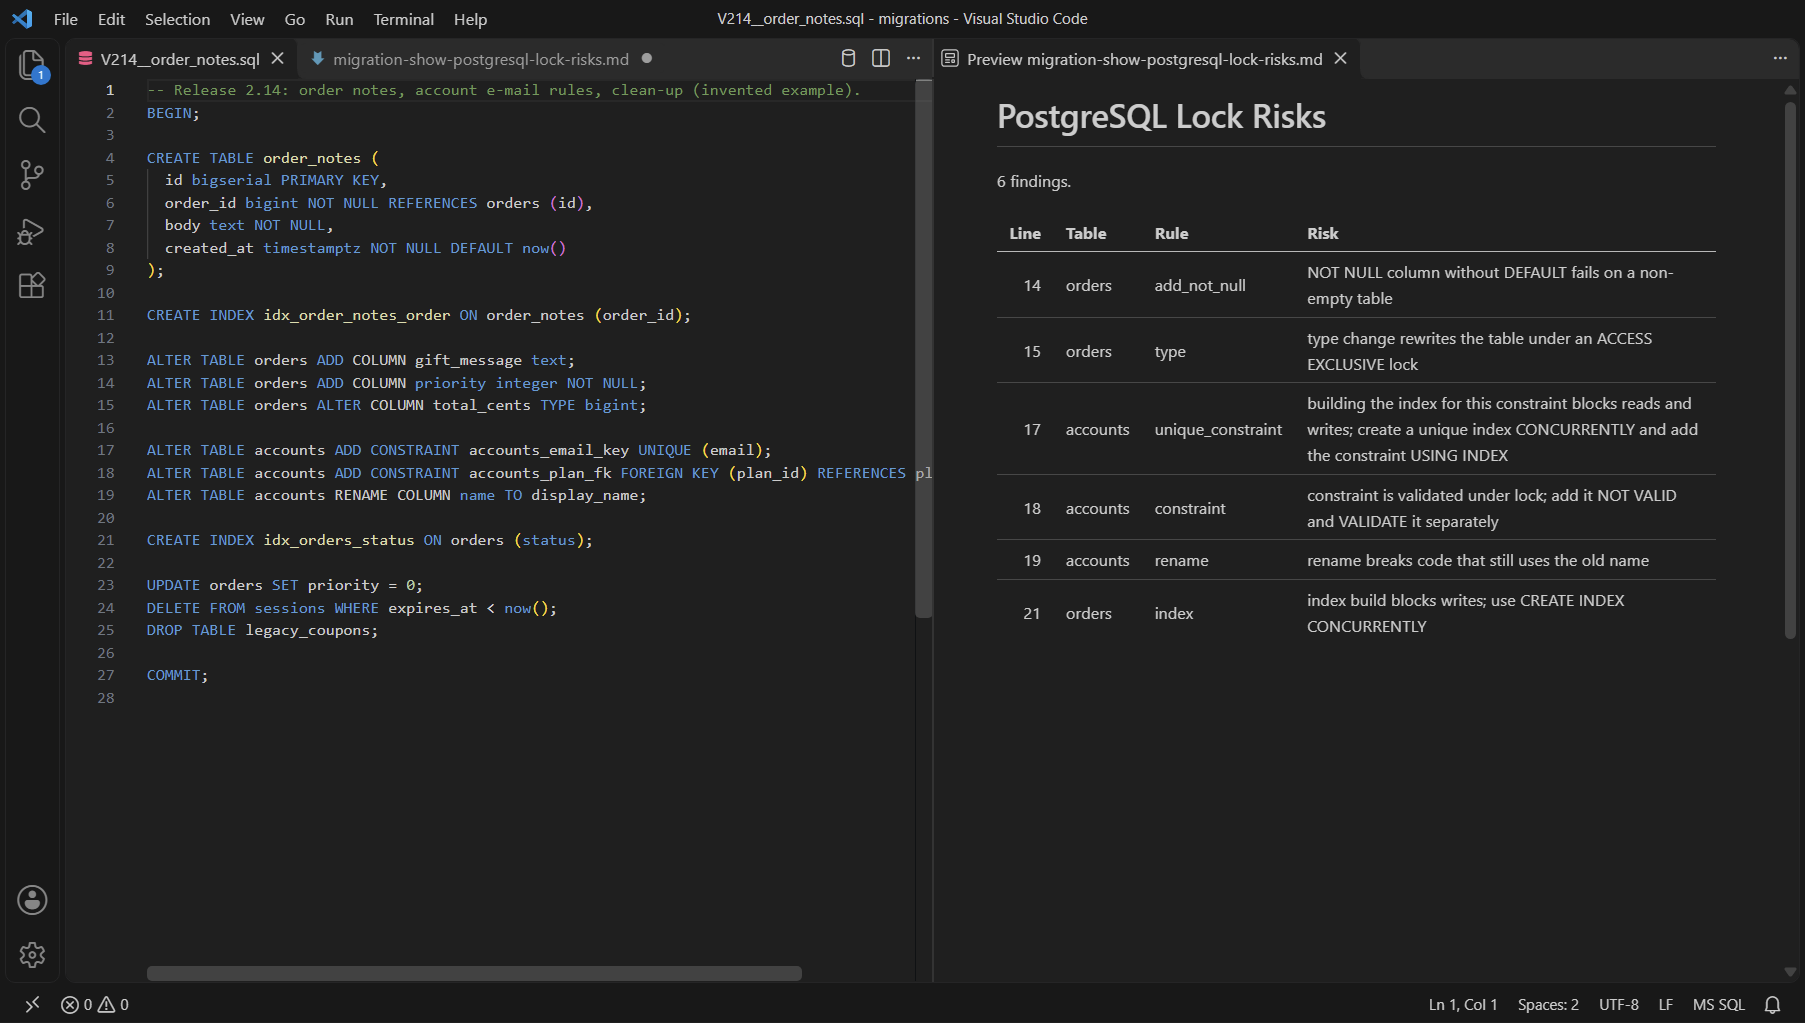 File Edit Selection View Go Run Terminal Help
V214__order_notes.sql - migrations - Visual Studio Code
1
V214__order_notes.sql
migration-show-postgresql-lock-risks.md
1 -- Release 2.14: order notes, account e-mail rules, clean-up (invented example).
2 BEGIN;
3
4 CREATE TABLE order_notes (
5 id bigserial PRIMARY KEY,
6 order_id bigint NOT NULL REFERENCES orders (id),
7 body text NOT NULL,
8 created_at timestamptz NOT NULL DEFAULT now()
9 );
10
11 CREATE INDEX idx_order_notes_order ON order_notes (order_id);
12
13 ALTER TABLE orders ADD COLUMN gift_message text;
14 ALTER TABLE orders ADD COLUMN priority integer NOT NULL;
15 ALTER TABLE orders ALTER COLUMN total_cents TYPE bigint;
16
17 ALTER TABLE accounts ADD CONSTRAINT accounts_email_key UNIQUE (email);
18 ALTER TABLE accounts ADD CONSTRAINT accounts_plan_fk FOREIGN KEY (plan_id) REFERENCES pl
19 ALTER TABLE accounts RENAME COLUMN name TO display_name;
20
21 CREATE INDEX idx_orders_status ON orders (status);
22
23 UPDATE orders SET priority = 0;
24 DELETE FROM sessions WHERE expires_at < now();
25 DROP TABLE legacy_coupons;
26
27 COMMIT;
28
Preview migration-show-postgresql-lock-risks.md
PostgreSQL Lock Risks
6 findings.
Line Table Rule Risk
14 orders add_not_null NOT NULL column without DEFAULT fails on a non-
empty table
15 orders type type change rewrites the table under an ACCESS
EXCLUSIVE lock
17 accounts unique_constraint building the index for this constraint blocks reads and
writes; create a unique index CONCURRENTLY and add
the constraint USING INDEX
18 accounts constraint constraint is validated under lock; add it NOT VALID
and VALIDATE it separately
19 accounts rename rename breaks code that still uses the old name
21 orders index index build blocks writes; use CREATE INDEX
CONCURRENTLY
0 0
Ln 1, Col 1 Spaces: 2 UTF-8 LF MS SQL